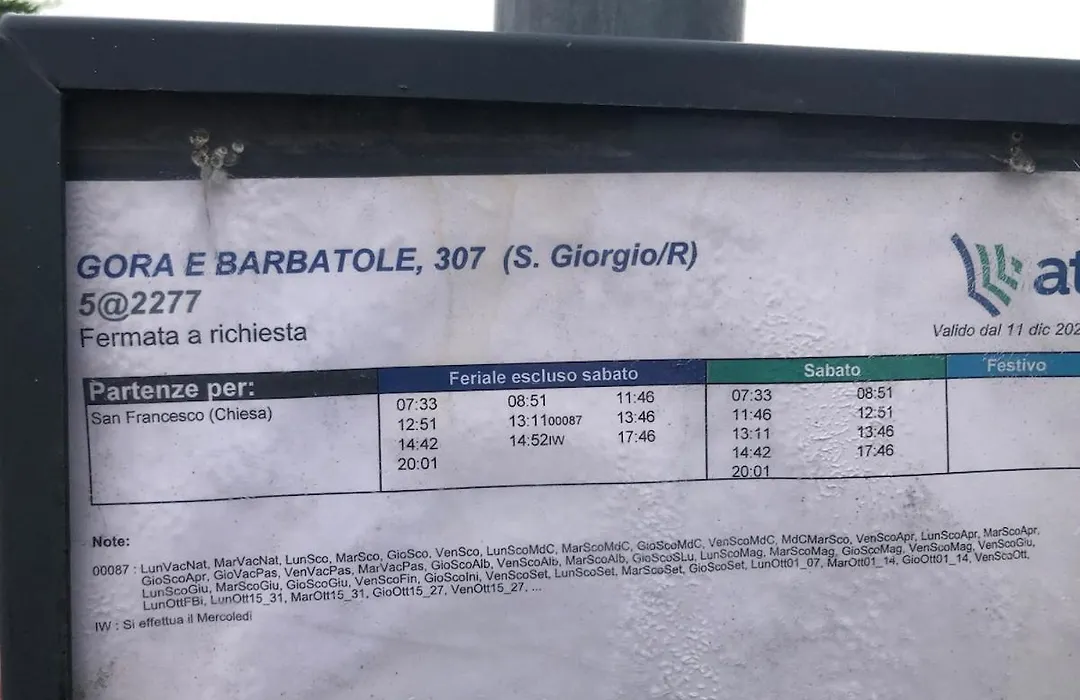 GORA E BARBATOLE, 307 (S. Giorgio/R)
5@2277
Fermata a richiesta
at
Valido dal 11 dic 202
Partenze per: Feriale escluso sabato Sabato Festivo
San Francesco (Chiesa)
07:33 08:51 11:46 07:33 08:51
12:51 13:1100087 13:46 11:46 12:51
14:42 14:52IW 17:46 13:11 13:46
20:01 14:42 17:46
20:01
Note:
00087 : LunVacNat, MarVacNat, LunSco, MarSco, GioSco, VenSco, LunScoMdC, MarScoMdC, GioScoMdC, VenScoMdC, MdCMarSco, VenScoApr, LunScoApr, MarScoApr,
GioScoApr, GioVacPas, VenVacPas, MarVacPas, GioScoAlb, VenScoAlb, MarScoAlb, GioScoSLu, LunScoMag, MarScoMag, GioScoMag, VenScoMag, VenScoGiu,
LunScoGiu, MarScoGiu, GioScoGiu, VenScoFin, GioScoIni, VenScoSet, LunScoSet, MarScoSet, GioScoSet, LunOtt01_07, MarOtt01_14, GioOtt01_14, VenScoOtt,
LunOttFBi, LunOtt15_31, MarOtt15_31, GioOtt15_27, VenOtt15_27, ...
IW : Si effettua il Mercoledì